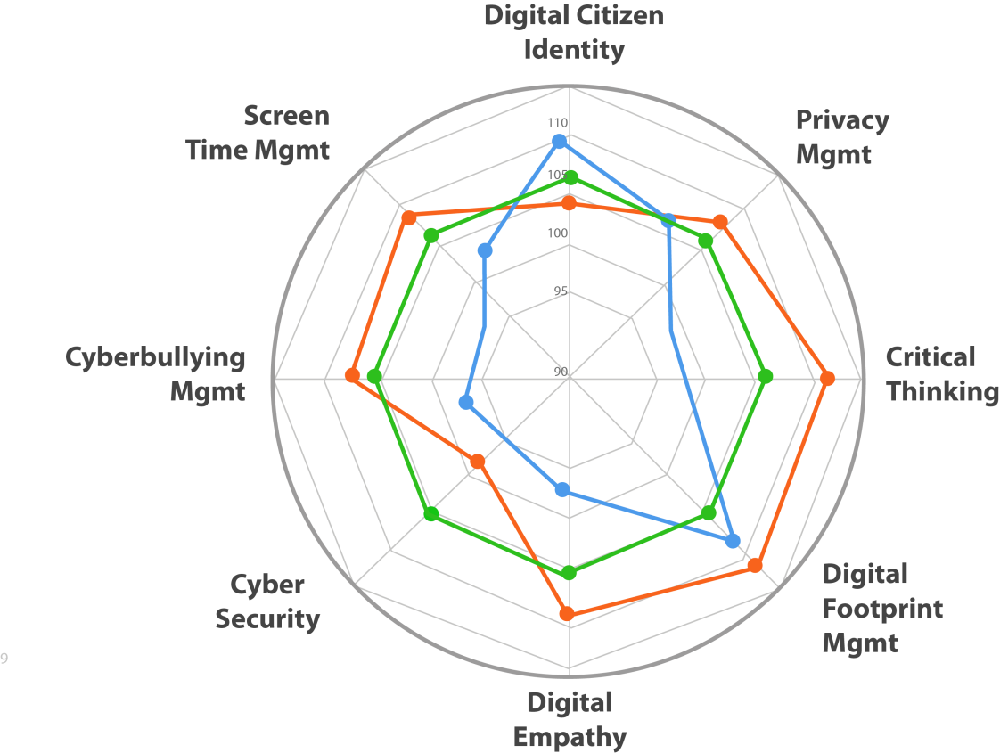 Digital Citizen
Identity
Screen
Time Mgmt
Privacy
Mgmt
110
105
100
95
90
Cyberbullying
Mgmt
Critical
Thinking
Cyber
Security
Digital
Footprint
Mgmt
9
Digital
Empathy